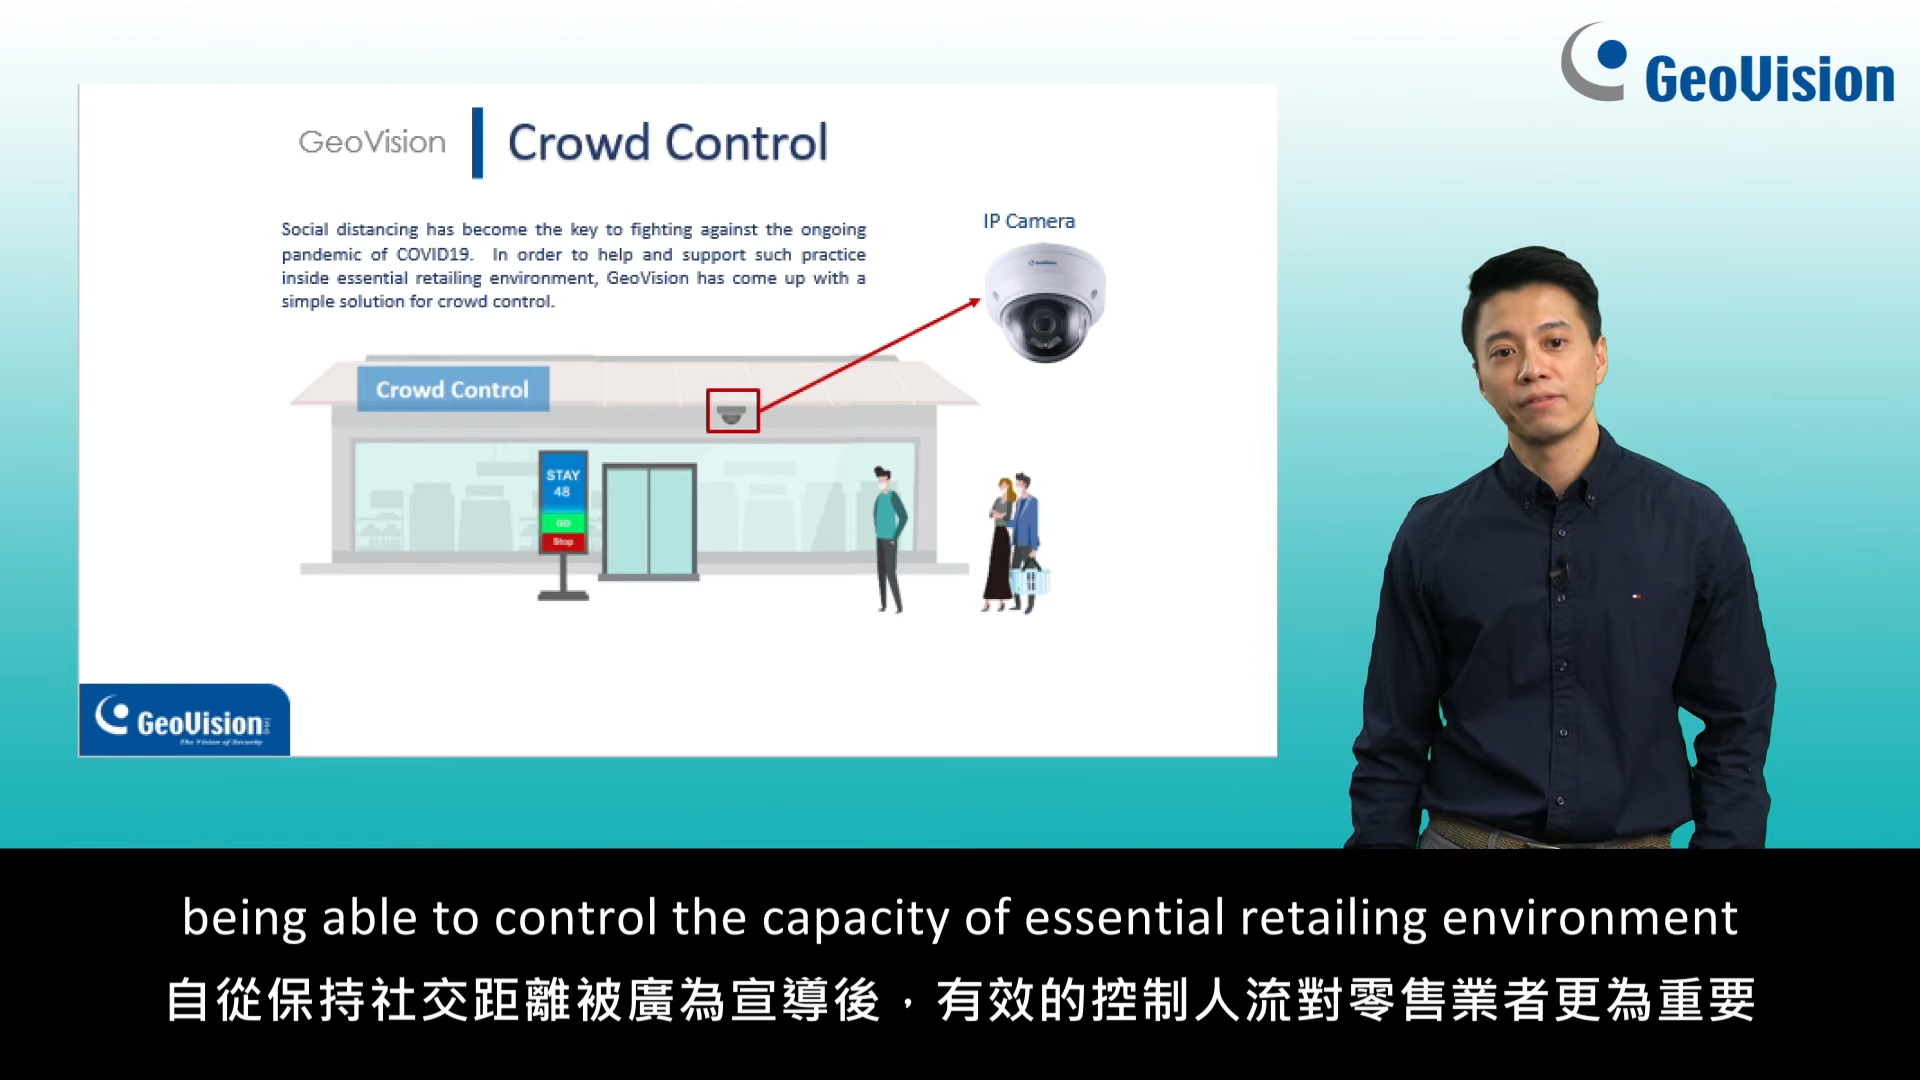 GeoVision
GeoVision
Crowd Control
Social distancing has become the key to fighting against the ongoing
pandemic of COVID19. In order to help and support such practice
inside essential retailing environment, GeoVision has come up with a
simple solution for crowd control.
IP Camera
Crowd Control
STAY
48
GO
Stop
GeoVision
The Vision of Security
being able to control the capacity of essential retailing environment
自從保持社交距離被廣為宣導後，有效的控制人流對零售業者更為重要